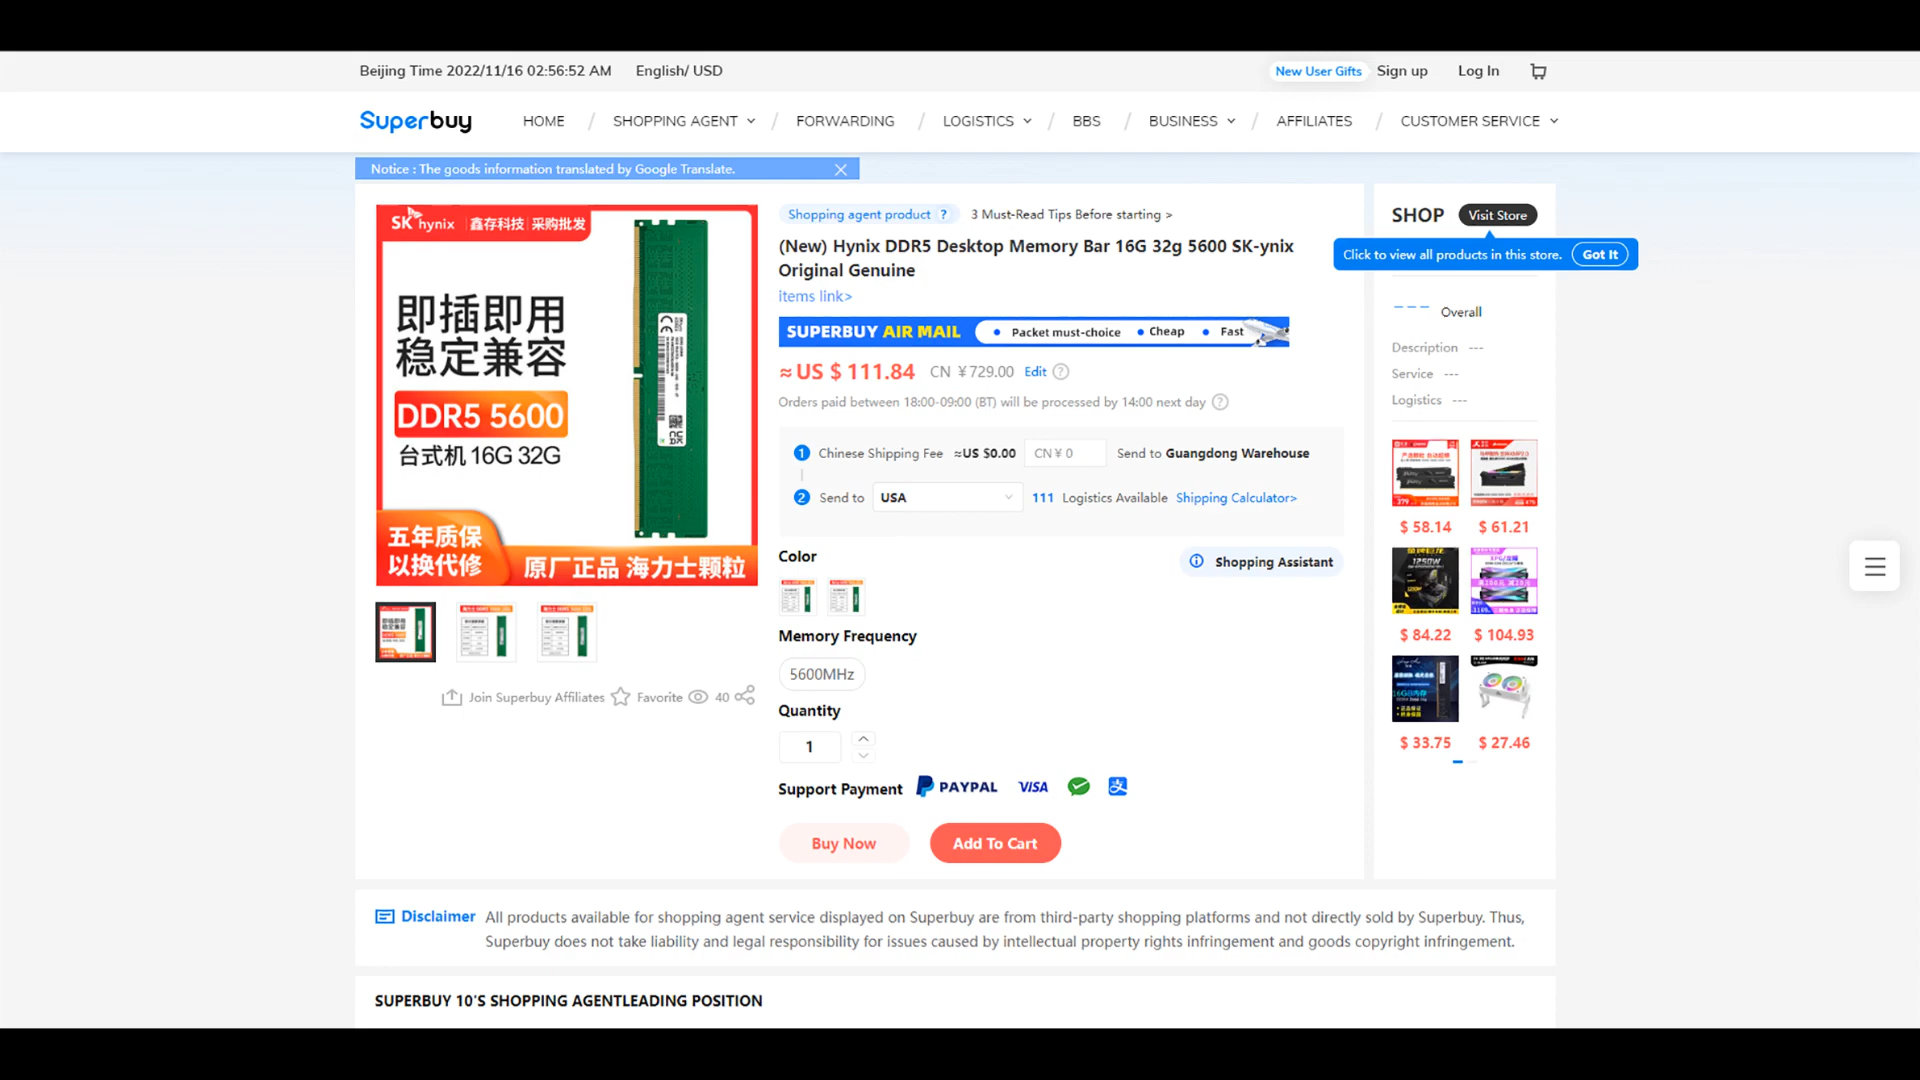 Beijing Time 2022/11/16 02:56:52 AM English/ USD
New User Gifts Sign up Log In
Superbuy HOME / SHOPPING AGENT / FORWARDING / LOGISTICS / BBS / BUSINESS / AFFILIATES / CUSTOMER SERVICE
Notice : The goods information translated by Google Translate.
SK hynix 鑫存科技 采购批发
即插即用
稳定兼容
DDR5 5600
台式机 16G 32G
五年质保
以换代修
原厂正品 海力士颗粒
Join Superbuy Affiliates Favorite 40
Shopping agent product ? 3 Must-Read Tips Before starting >
(New) Hynix DDR5 Desktop Memory Bar 16G 32g 5600 SK-ynix
Original Genuine
items link>
SUPERBUY AIR MAIL • Packet must-choice • Cheap • Fast
≈ US $ 111.84 CN ¥729.00 Edit ?
Orders paid between 18:00-09:00 (BT) will be processed by 14:00 next day ?
1 Chinese Shipping Fee ≈US $0.00 CN¥ 0 Send to Guangdong Warehouse
2 Send to USA 111 Logistics Available Shipping Calculator>
Color
Shopping Assistant
Memory Frequency
5600MHz
Quantity
1
Support Payment PAYPAL VISA
Buy Now Add To Cart
SHOP Visit Store
Click to view all products in this store. Got It
--- Overall
Description ---
Service ---
Logistics ---
$ 58.14 $ 61.21
1250W
$ 84.22 $ 104.93
$ 33.75 $ 27.46
Disclaimer All products available for shopping agent service displayed on Superbuy are from third-party shopping platforms and not directly sold by Superbuy. Thus,
Superbuy does not take liability and legal responsibility for issues caused by intellectual property rights infringement and goods copyright infringement.
SUPERBUY 10'S SHOPPING AGENTLEADING POSITION